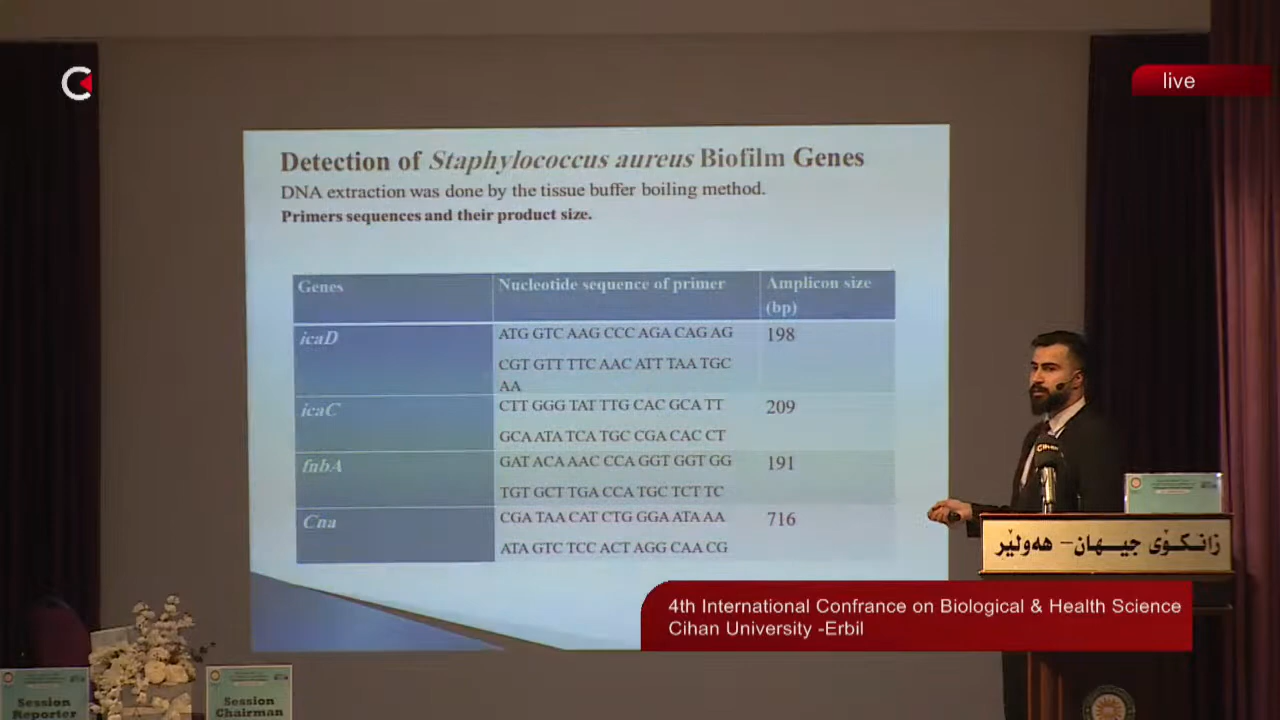 live
Detection of Staphylococcus aureus Biofilm Genes
DNA extraction was done by the tissue buffer boiling method.
Primers sequences and their product size.
Genes
Nucleotide sequence of primer
Amplicon size
(bp)
icaD
ATG GTC AAG CCC AGA CAG AG
198
CGT GTT TTC AAC ATT TAA TGC
AA
icaC
CTT GGG TAT TTG CAC GCA TT
209
GCA ATA TCA TGC CGA CAC CT
fnbA
GAT ACA AAC CCA GGT GGT GG
191
TGT GCT TGA CCA TGC TCT TC
Cna
CGA TAA CAT CTG GGA ATA AA
716
ATA GTC TCC ACT AGG CAA CG
Cihan
زانکۆی جیهان - هەولێر
4th International Confrance on Biological & Health Science
Cihan University -Erbil
Session
Reporter
Session
Chairman